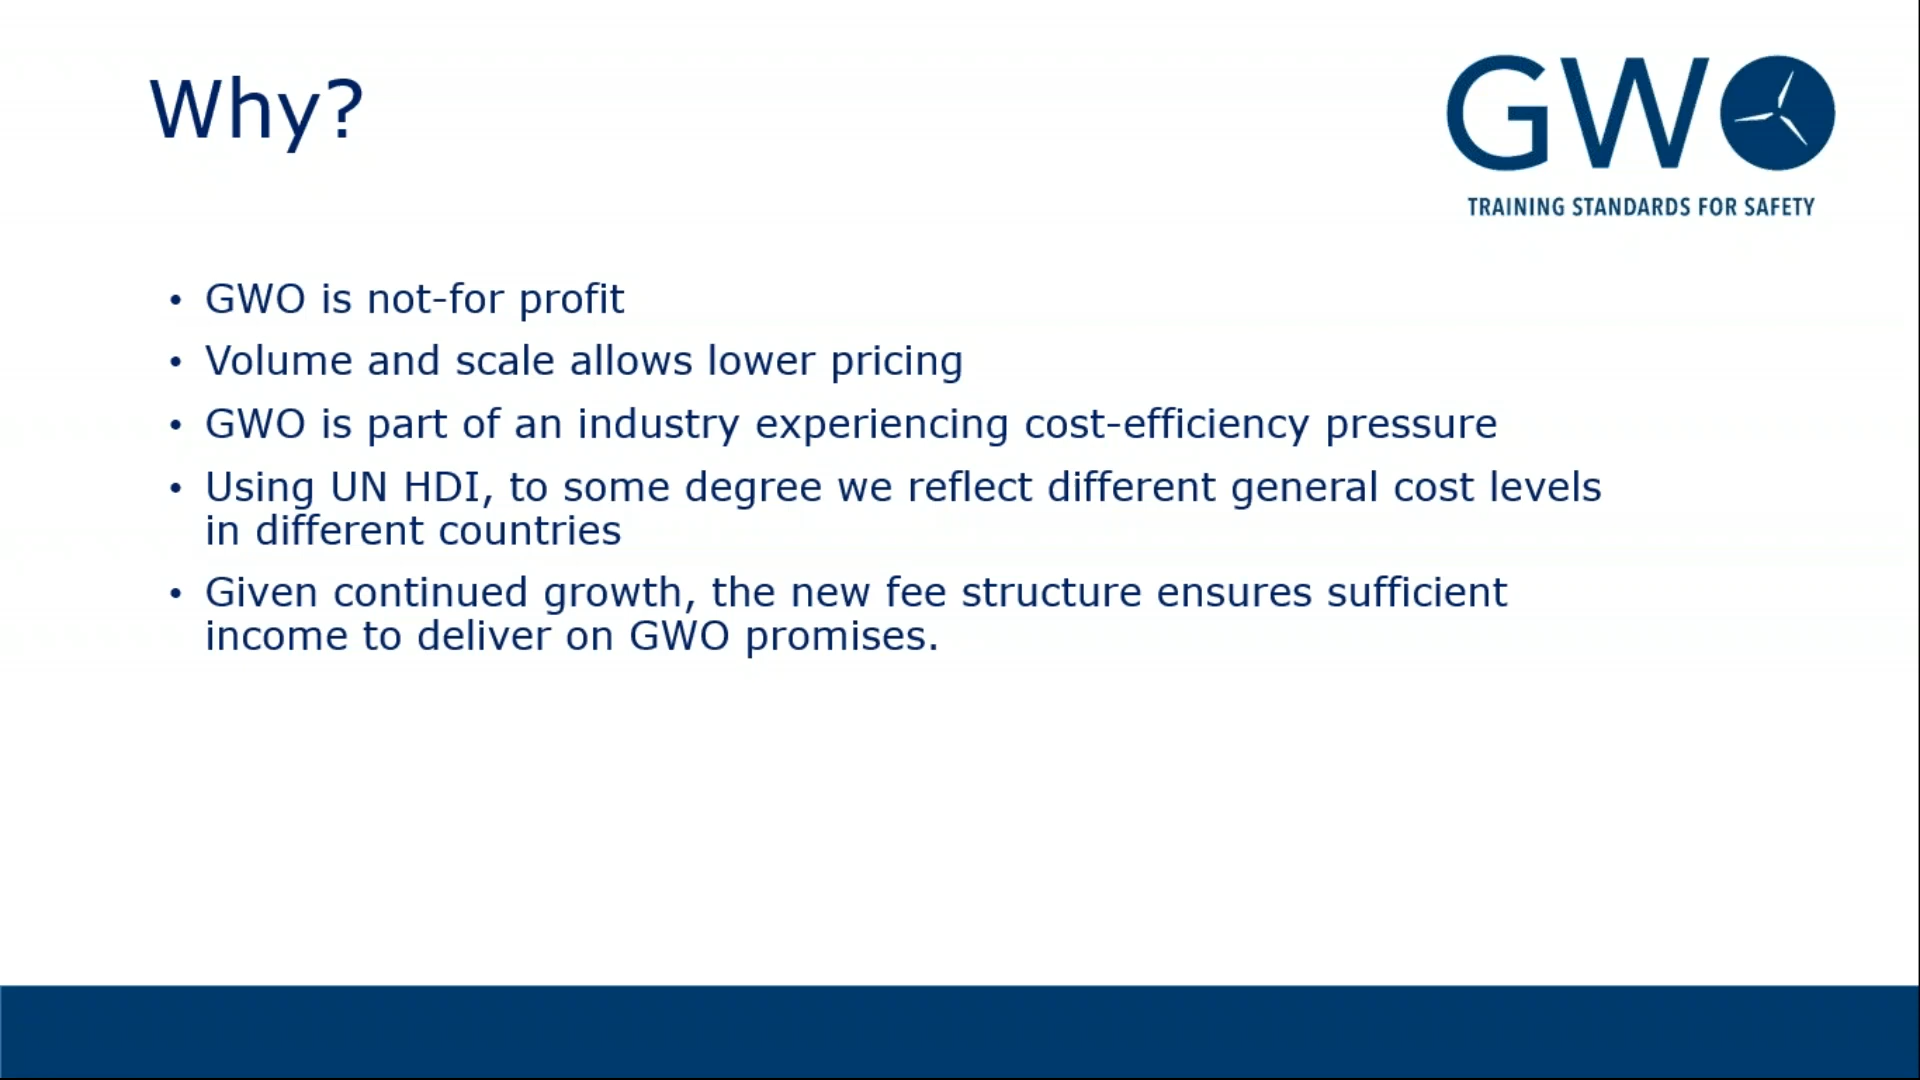 Why?
GWO
TRAINING STANDARDS FOR SAFETY
• GWO is not-for profit
• Volume and scale allows lower pricing
• GWO is part of an industry experiencing cost-efficiency pressure
• Using UN HDI, to some degree we reflect different general cost levels
in different countries
• Given continued growth, the new fee structure ensures sufficient
income to deliver on GWO promises.